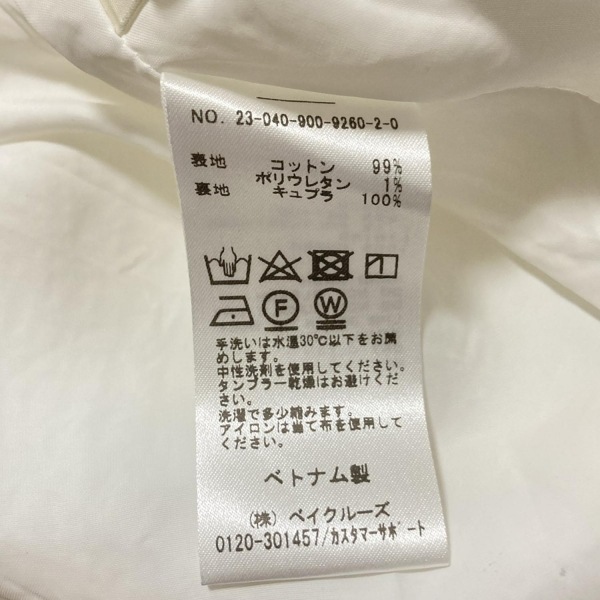 NO. 23-040-900-9260-2-0
表地 コットン 99%
ポリウレタン 1%
裏地 キュプラ 100%
F W
手洗いは水温30℃以下をお薦
めします。
中性洗剤を使用してください。
タンブラー乾燥はお避けくだ
さい。
洗濯で多少縮みます。
アイロンは当て布を使用して
ください。
ベトナム製
(株) ベイクルーズ
0120-301457/カスタマーサポート